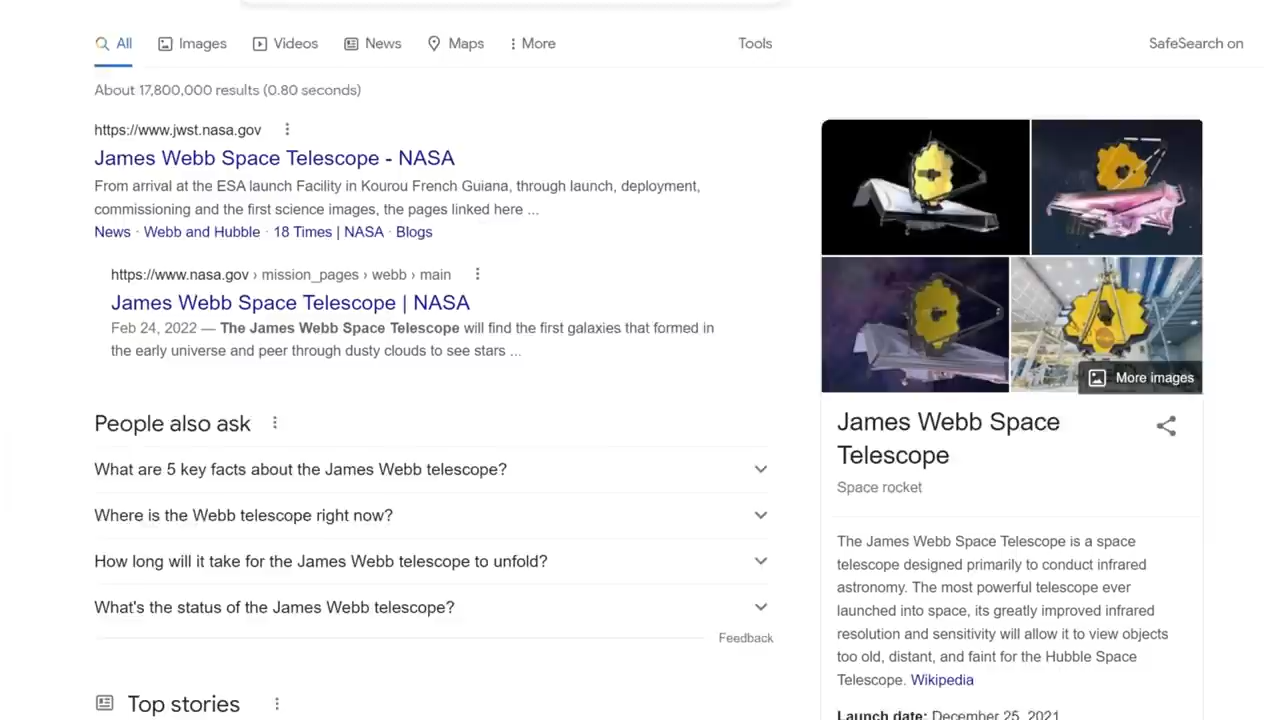 All Images Videos News Maps More Tools SafeSearch on
About 17,800,000 results (0.80 seconds)
https://www.jwst.nasa.gov
James Webb Space Telescope - NASA
From arrival at the ESA launch Facility in Kourou French Guiana, through launch, deployment,
commissioning and the first science images, the pages linked here ...
News · Webb and Hubble · 18 Times | NASA · Blogs
https://www.nasa.gov › mission_pages › webb › main
James Webb Space Telescope | NASA
Feb 24, 2022 — The James Webb Space Telescope will find the first galaxies that formed in
the early universe and peer through dusty clouds to see stars ...
People also ask
What are 5 key facts about the James Webb telescope?
Where is the Webb telescope right now?
How long will it take for the James Webb telescope to unfold?
What's the status of the James Webb telescope?
Feedback
Top stories
More images
James Webb Space
Telescope
Space rocket
The James Webb Space Telescope is a space
telescope designed primarily to conduct infrared
astronomy. The most powerful telescope ever
launched into space, its greatly improved infrared
resolution and sensitivity will allow it to view objects
too old, distant, and faint for the Hubble Space
Telescope. Wikipedia
Launch date: December 25, 2021